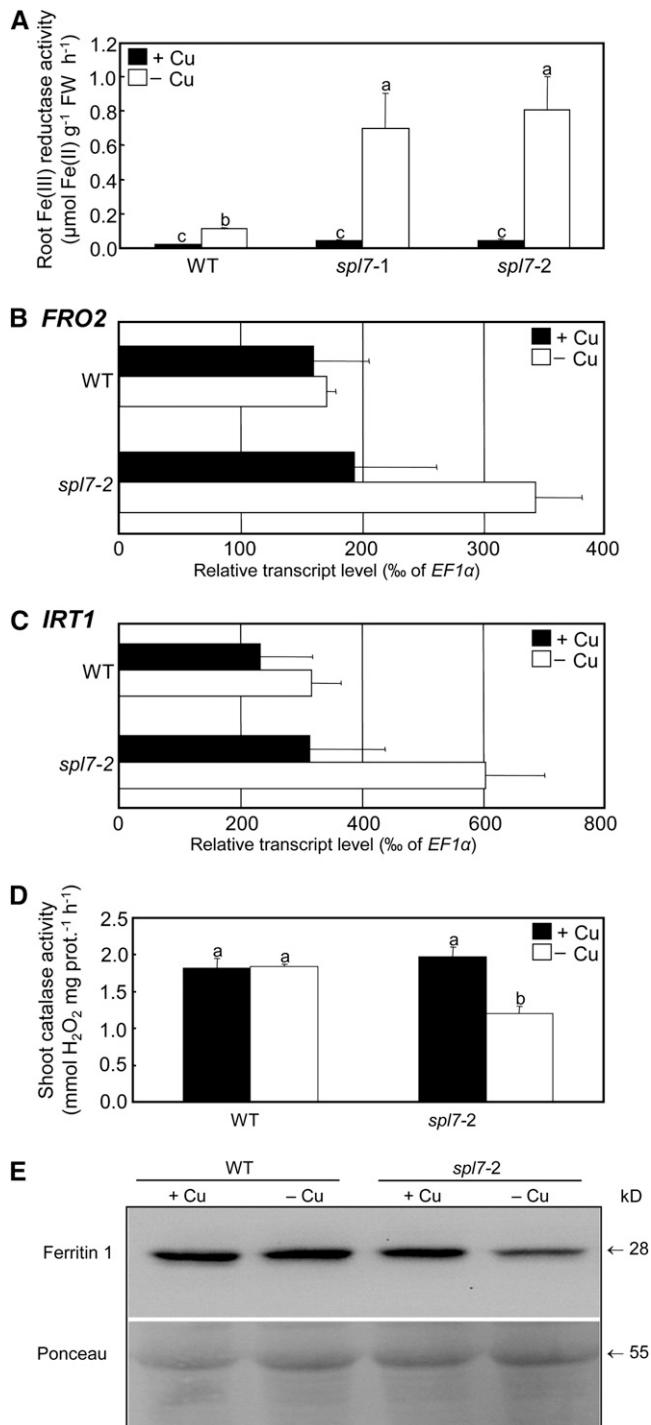 A
Root Fe(III) reductase activity
(µmol Fe(II) g⁻¹ FW h⁻¹)
1.2
1.0
0.8
0.6
0.4
0.2
0.0
+ Cu
– Cu
c b c a c a
WT spl7-1 spl7-2
B FRO2
+ Cu
– Cu
WT
spl7-2
0 100 200 300 400
Relative transcript level (‰ of EF1α)
C IRT1
+ Cu
– Cu
WT
spl7-2
0 200 400 600 800
Relative transcript level (‰ of EF1α)
D
Shoot catalase activity
(mmol H₂O₂ mg prot.⁻¹ h⁻¹)
2.5
2.0
1.5
1.0
0.5
0.0
+ Cu
– Cu
a a a b
WT spl7-2
E
WT spl7-2
+ Cu – Cu + Cu – Cu kD
Ferritin 1 ← 28
Ponceau ← 55